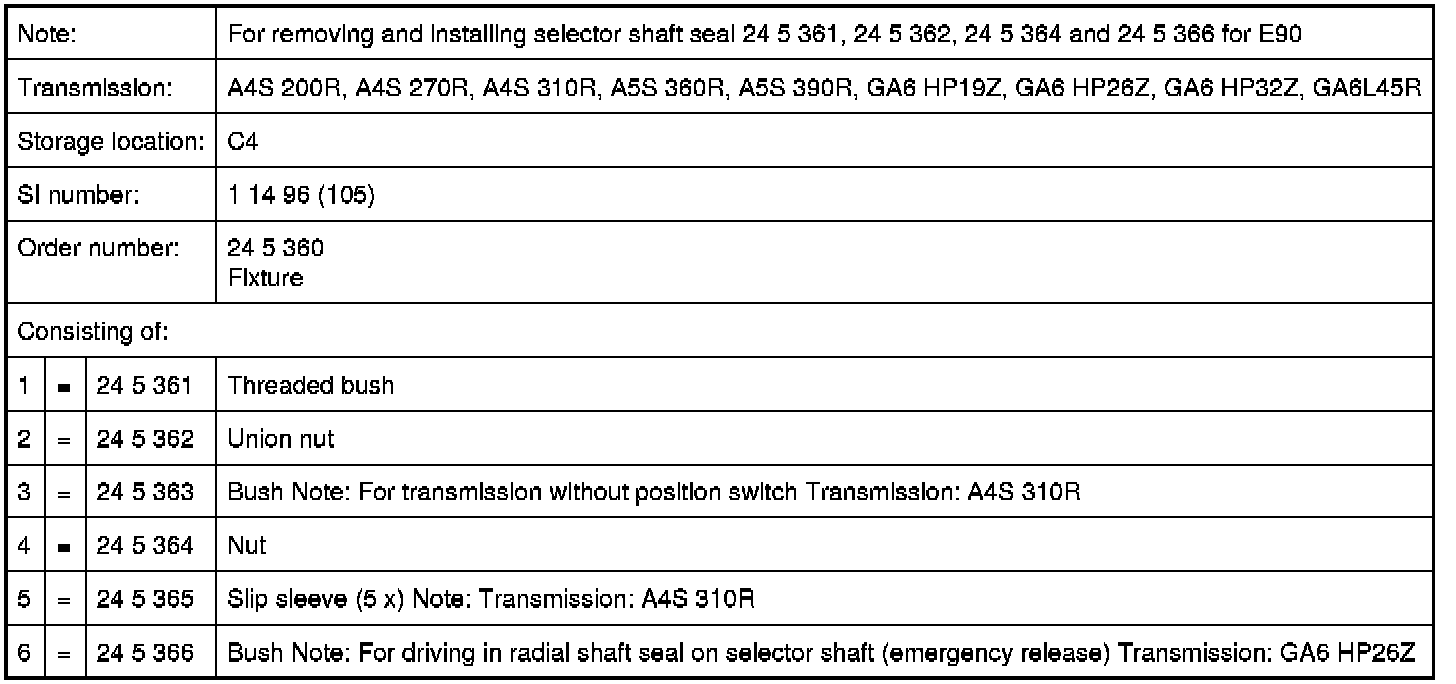 Note: For removing and installing selector shaft seal 24 5 361, 24 5 362, 24 5 364 and 24 5 366 for E90
Transmission: A4S 200R, A4S 270R, A4S 310R, A5S 360R, A5S 390R, GA6 HP19Z, GA6 HP26Z, GA6 HP32Z, GA6L45R
Storage location: C4
SI number: 1 14 96 (105)
Order number: 24 5 360
Fixture
Consisting of:
1 = 24 5 361 Threaded bush
2 = 24 5 362 Union nut
3 = 24 5 363 Bush Note: For transmission without position switch Transmission: A4S 310R
4 = 24 5 364 Nut
5 = 24 5 365 Slip sleeve (5 x) Note: Transmission: A4S 310R
6 = 24 5 366 Bush Note: For driving in radial shaft seal on selector shaft (emergency release) Transmission: GA6 HP26Z